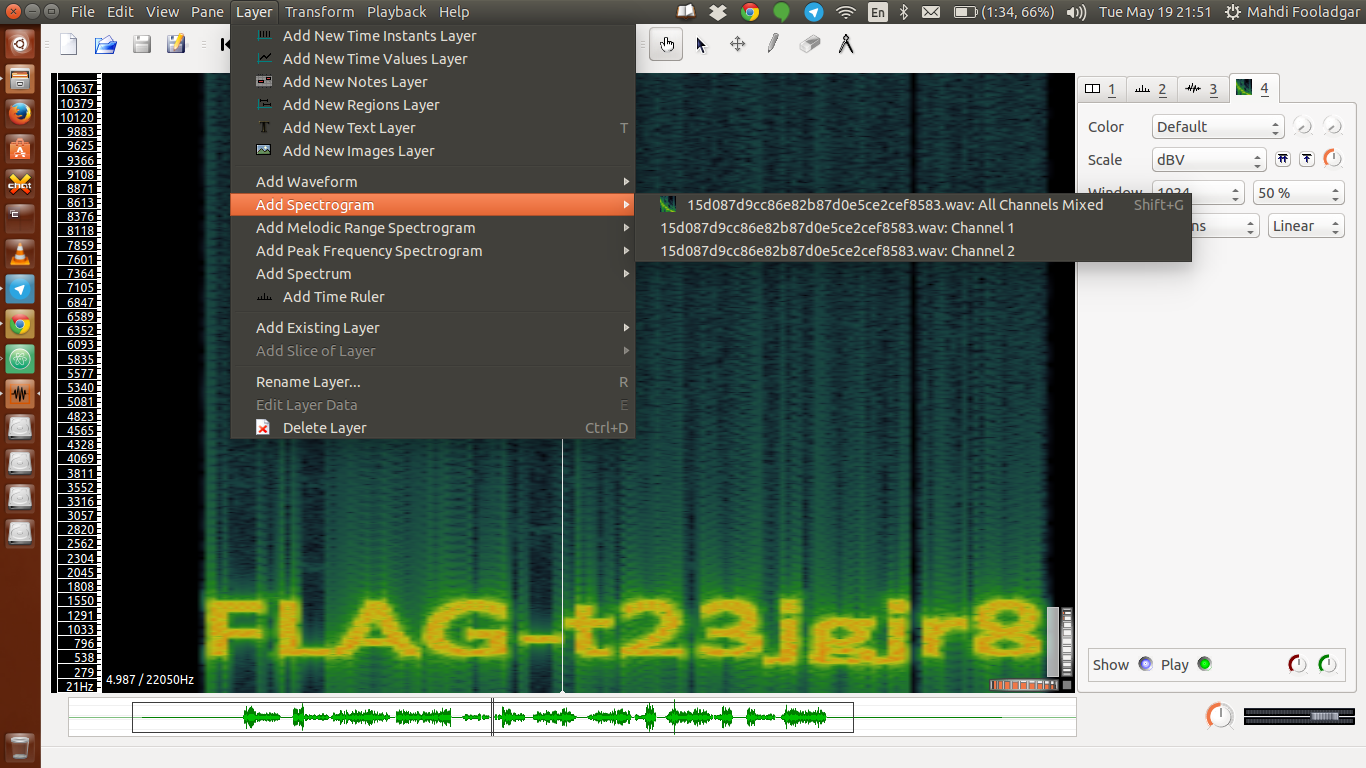 File Edit View Pane Layer Transform Playback Help En (1:34, 66%) Tue May 19 21:51 Mahdi Fooladgar
Add New Time Instants Layer
Add New Time Values Layer
Add New Notes Layer
Add New Regions Layer
Add New Text Layer T
Add New Images Layer
Add Waveform
Add Spectrogram
Add Melodic Range Spectrogram
Add Peak Frequency Spectrogram
Add Spectrum
Add Time Ruler
Add Existing Layer
Add Slice of Layer
Rename Layer... R
Edit Layer Data E
Delete Layer Ctrl+D
15d087d9cc86e82b87d0e5ce2cef8583.wav: All Channels Mixed Shift+G
15d087d9cc86e82b87d0e5ce2cef8583.wav: Channel 1
15d087d9cc86e82b87d0e5ce2cef8583.wav: Channel 2
1 2 3 4
Color Default
Scale dBV
Window 1024 50 %
ns Linear
10637
10379
10120
9883
9625
9366
9108
8871
8613
8376
8118
7859
7601
7364
7105
6847
6589
6352
6093
5835
5577
5340
5081
4823
4565
4328
4069
3811
3552
3316
3057
2820
2562
2304
2045
1808
1550
1291
1033
796
538
279
21Hz
FLAG-t23jgjr8
4.987 / 22050Hz
Show Play
chat